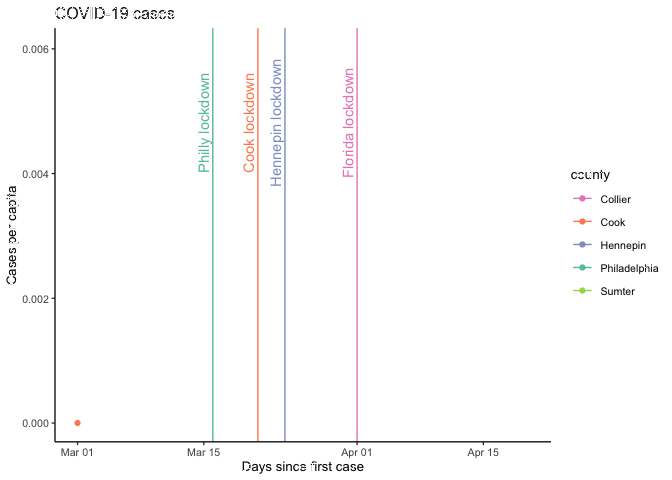 COVID-19 cases
0.006
0.004
0.002
0.000
Cases per capita
Philly lockdown
Cook lockdown
Hennepin lockdown
Florida lockdown
Mar 01
Mar 15
Apr 01
Apr 15
Days since first case
county
Collier
Cook
Hennepin
Philadelphia
Sumter